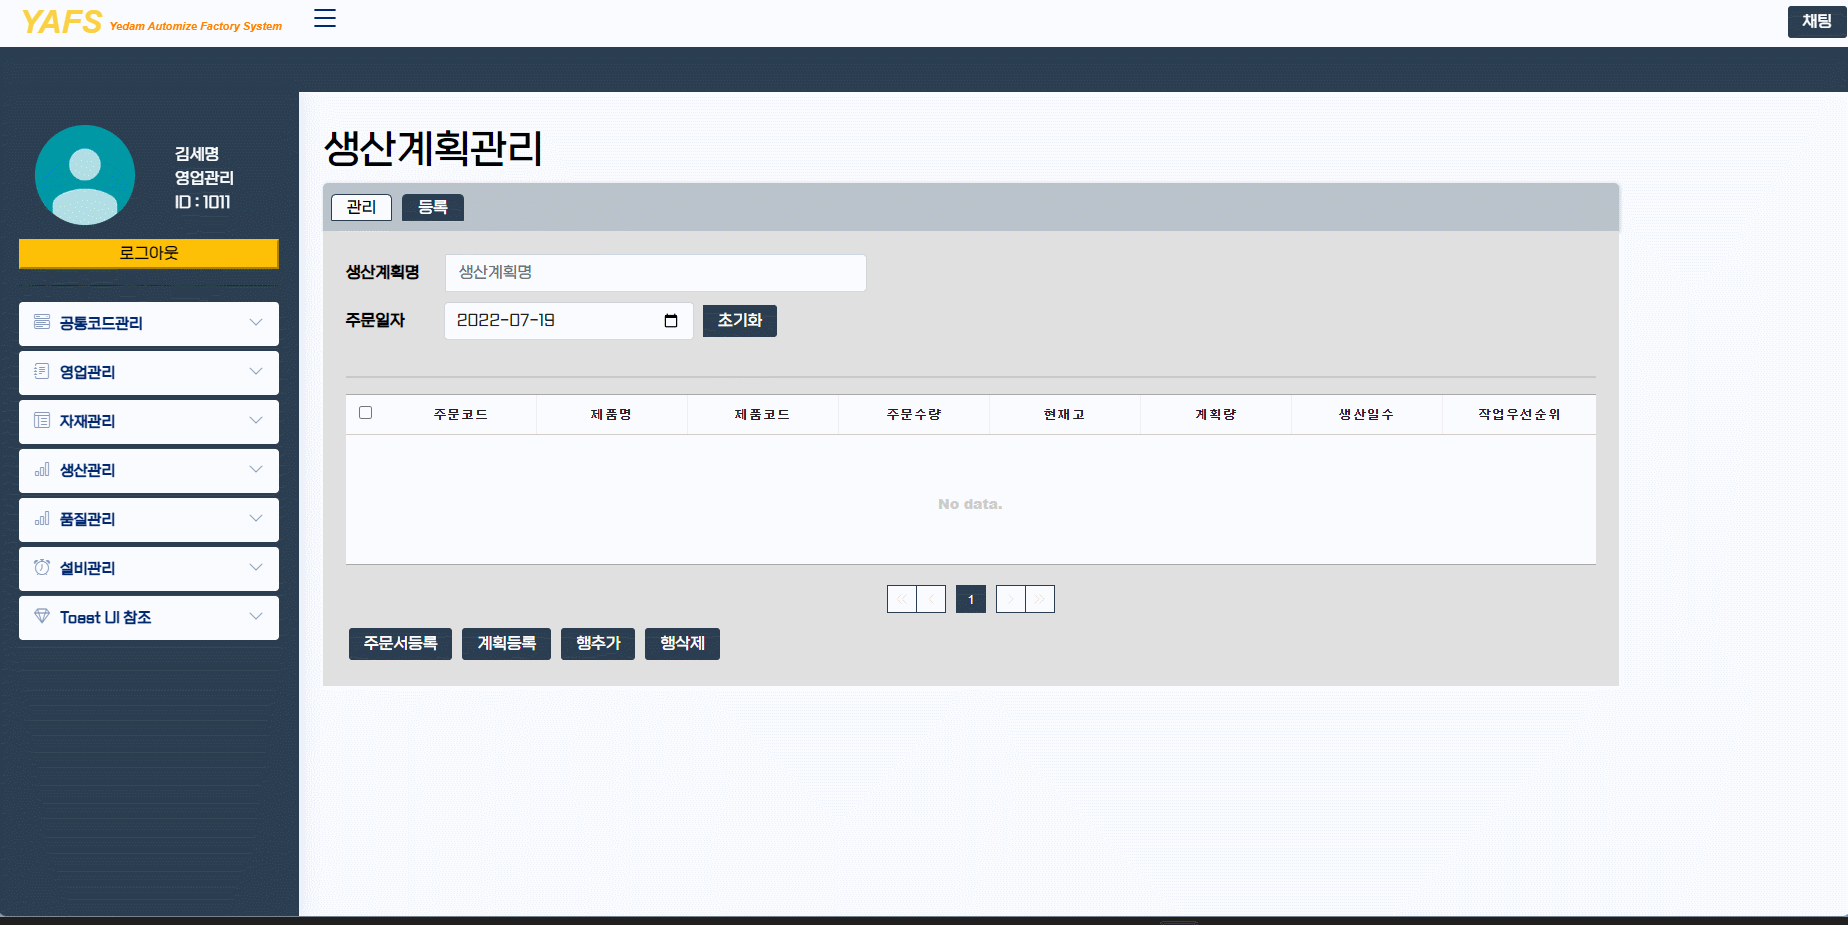 YAFS Yedam Automize Factory System
채팅
김세명
영업관리
ID : 1011
로그아웃
공통코드관리
영업관리
자재관리
생산관리
품질관리
설비관리
Toast UI 참조
생산계획관리
관리 등록
생산계획명 생산계획명
주문일자 2022-07-19 초기화
주문코드 제품명 제품코드 주문수량 현재고 계획량 생산일수 작업우선순위
No data.
1
주문서등록 계획등록 행추가 행삭제